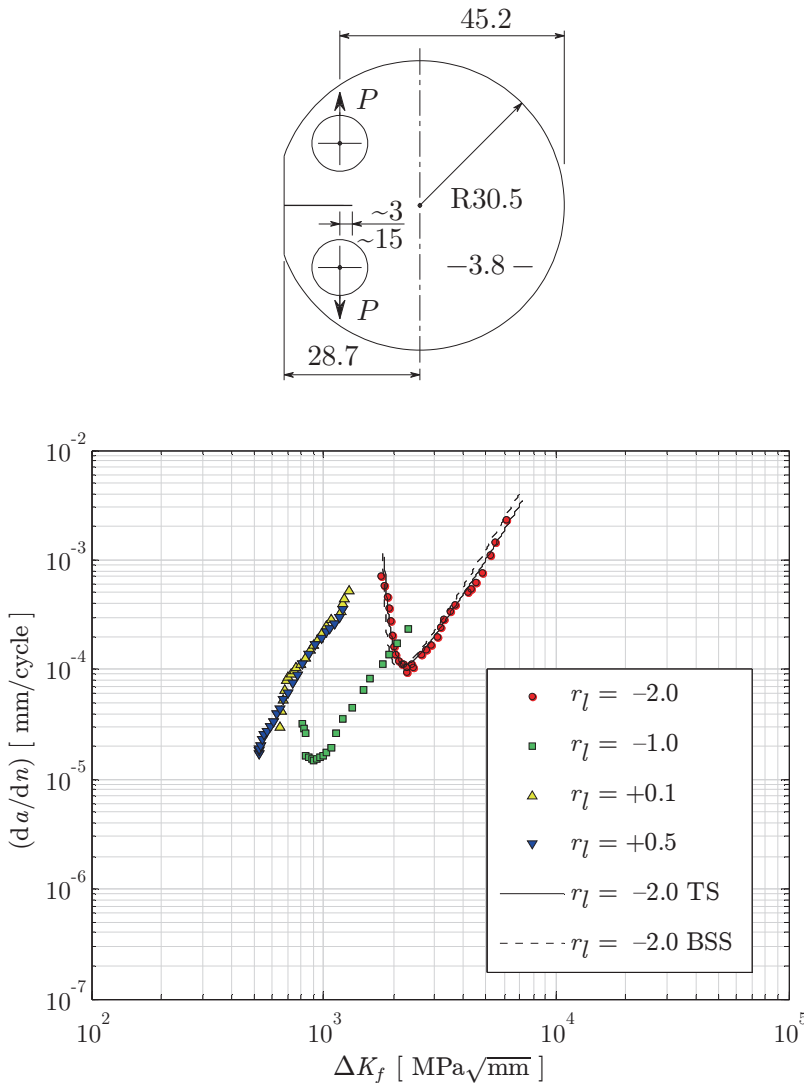 45.2
P
R30.5
~3
~15
–3.8 –
P
28.7
10^-2
10^-3
10^-4
10^-5
10^-6
10^-7
(da/dn) [ mm/cycle ]
r_l = –2.0
r_l = –1.0
r_l = +0.1
r_l = +0.5
r_l = –2.0 TS
r_l = –2.0 BSS
10^2 10^3 10^4 10^5
ΔK_f [ MPa√mm ]